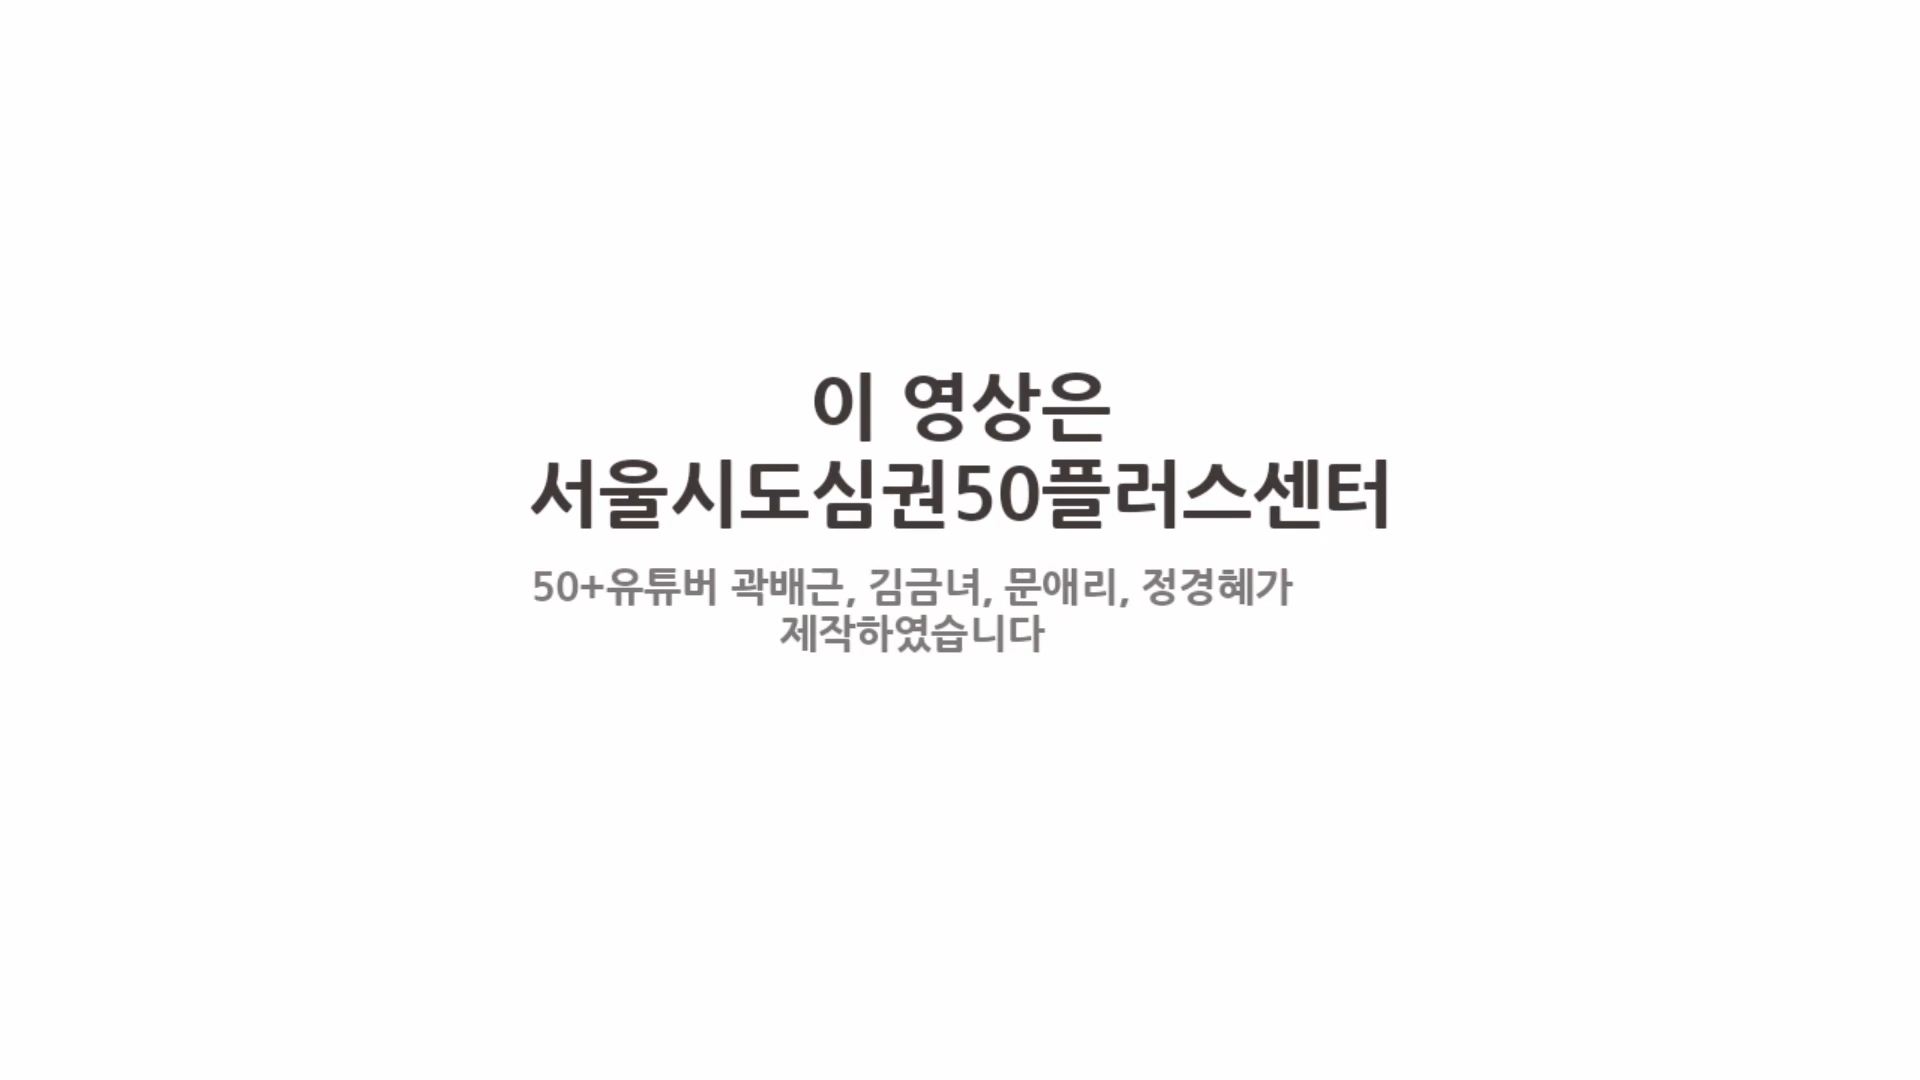 이 영상은
서울시도심권50플러스센터
50+유튜버 곽배근, 김금녀, 문애리, 정경혜가
제작하였습니다